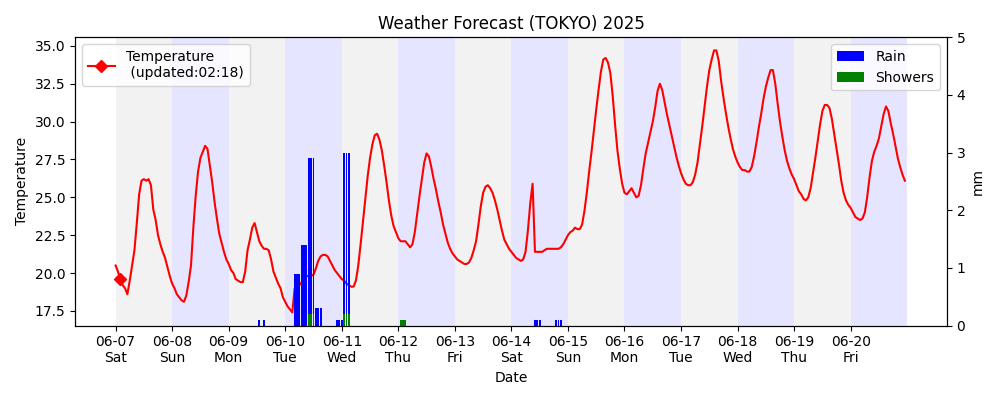 Weather Forecast (TOKYO) 2025
35.0
32.5
30.0
27.5
25.0
22.5
20.0
17.5
Temperature
Temperature
(updated:02:18)
Rain
Showers
5
4
3
2
1
0
mm
06-07 06-08 06-09 06-10 06-11 06-12 06-13 06-14 06-15 06-16 06-17 06-18 06-19 06-20
Sat Sun Mon Tue Wed Thu Fri Sat Sun Mon Tue Wed Thu Fri
Date